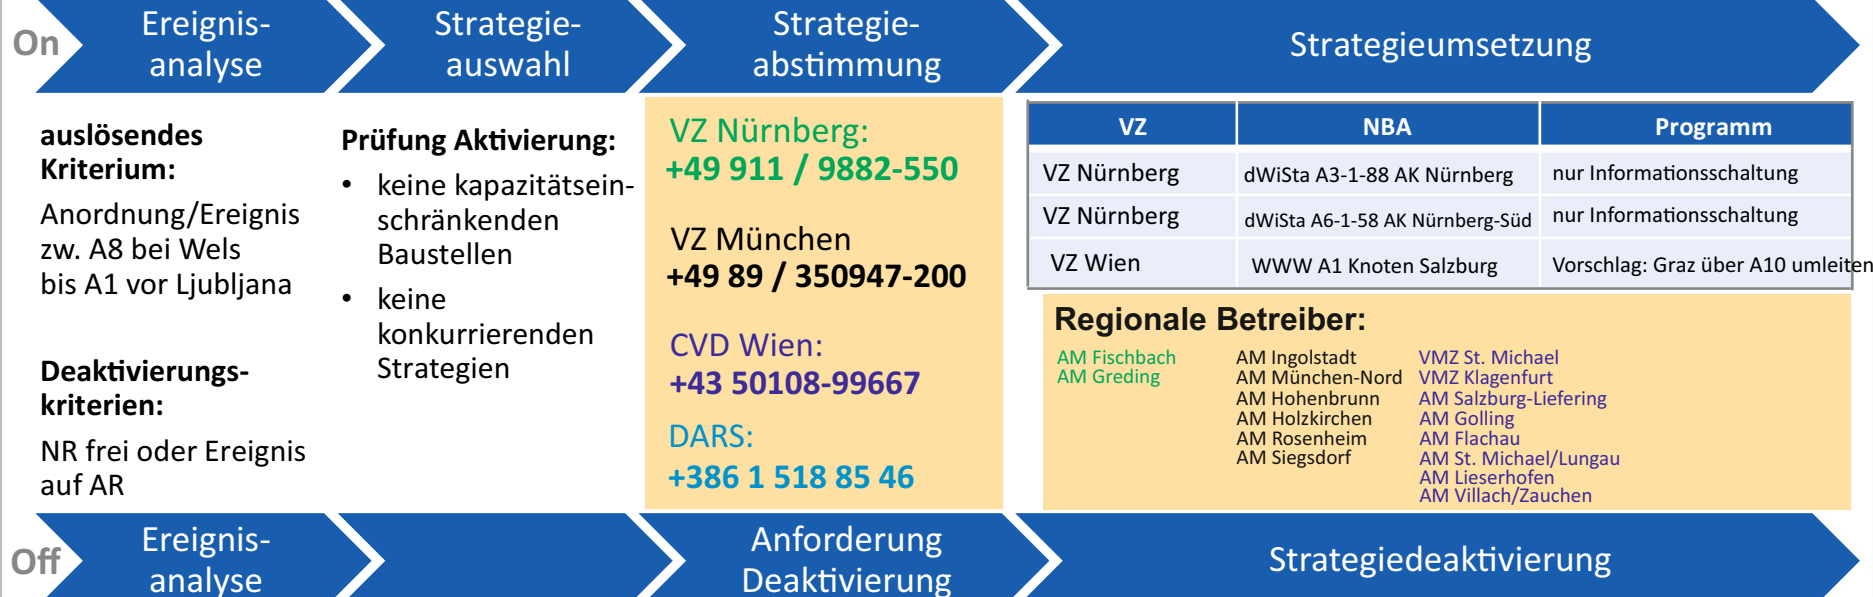 On
Ereignis-
analyse
Strategie-
auswahl
Strategie-
abstimmung
Strategieumsetzung
auslösendes
Kriterium:
Anordnung/Ereignis
zw. A8 bei Wels
bis A1 vor Ljubljana
Deaktivierungs-
kriterien:
NR frei oder Ereignis
auf AR
Prüfung Aktivierung:
• keine kapazitätsein-
schränkenden
Baustellen
• keine
konkurrierenden
Strategien
VZ Nürnberg:
+49 911 / 9882-550
VZ München
+49 89 / 350947-200
CVD Wien:
+43 50108-99667
DARS:
+386 1 518 85 46
VZ NBA Programm
VZ Nürnberg dWiSta A3-1-88 AK Nürnberg nur Informationsschaltung
VZ Nürnberg dWiSta A6-1-58 AK Nürnberg-Süd nur Informationsschaltung
VZ Wien WWW A1 Knoten Salzburg Vorschlag: Graz über A10 umleiten
Regionale Betreiber:
AM Fischbach
AM Greding
AM Ingolstadt
AM München-Nord
AM Hohenbrunn
AM Holzkirchen
AM Rosenheim
AM Siegsdorf
VMZ St. Michael
VMZ Klagenfurt
AM Salzburg-Liefering
AM Golling
AM Flachau
AM St. Michael/Lungau
AM Lieserhofen
AM Villach/Zauchen
Off
Ereignis-
analyse
Anforderung
Deaktivierung
Strategiedeaktivierung